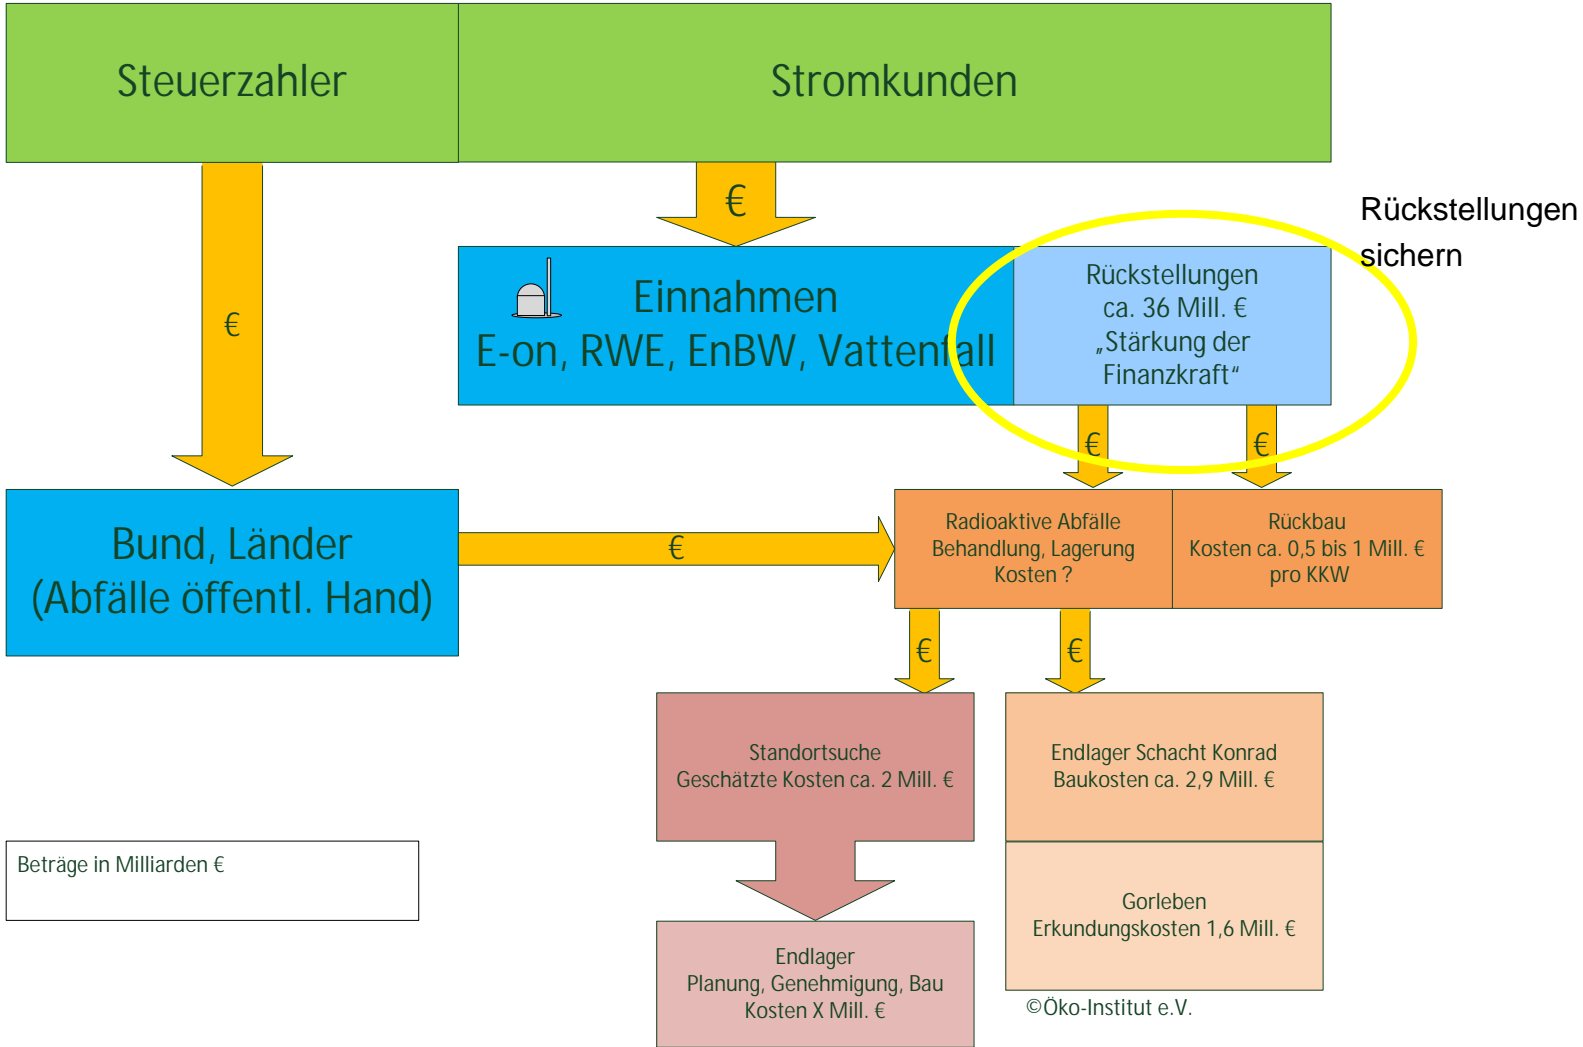 Steuerzahler
Stromkunden
€
€
Rückstellungen
sichern
Einnahmen
E-on, RWE, EnBW, Vattenfall
Rückstellungen
ca. 36 Mill. €
„Stärkung der
Finanzkraft“
€
€
Bund, Länder
(Abfälle öffentl. Hand)
€
Radioaktive Abfälle
Behandlung, Lagerung
Kosten ?
Rückbau
Kosten ca. 0,5 bis 1 Mill. €
pro KKW
€
€
Standortsuche
Geschätzte Kosten ca. 2 Mill. €
Endlager Schacht Konrad
Baukosten ca. 2,9 Mill. €
Beträge in Milliarden €
Gorleben
Erkundungskosten 1,6 Mill. €
Endlager
Planung, Genehmigung, Bau
Kosten X Mill. €
©Öko-Institut e.V.